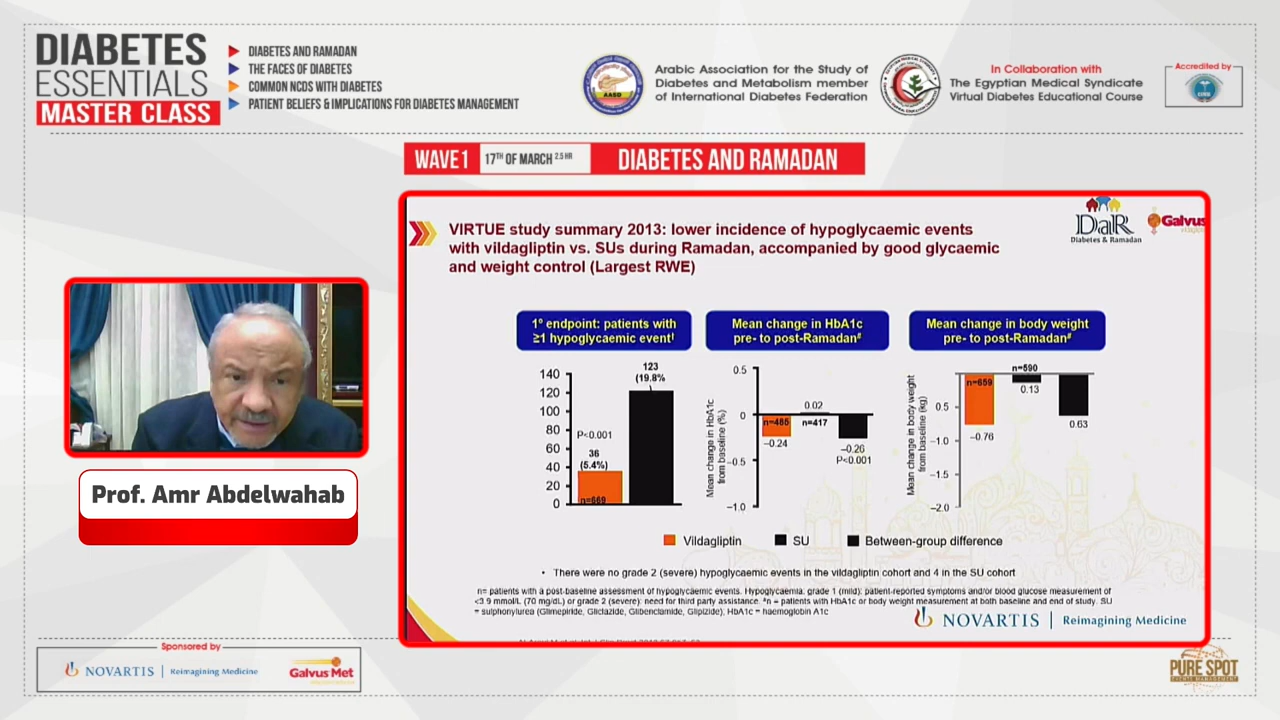 DIABETES
ESSENTIALS
MASTER CLASS
DIABETES AND RAMADAN
THE FACES OF DIABETES
COMMON NCDS WITH DIABETES
PATIENT BELIEFS & IMPLICATIONS FOR DIABETES MANAGEMENT
AASD
Arabic Association for the Study of
Diabetes and Metabolism member
of International Diabetes Federation
In Collaboration with
The Egyptian Medical Syndicate
Virtual Diabetes Educational Course
Accredited by
WAVE1
17TH OF MARCH 2.5 HR
DIABETES AND RAMADAN
VIRTUE study summary 2013: lower incidence of hypoglycaemic events
with vildagliptin vs. SUs during Ramadan, accompanied by good glycaemic
and weight control (Largest RWE)
DaR
Diabetes & Ramadan
Galvus
1º endpoint: patients with
≥1 hypoglycaemic event†
140
120
100
80
60
40
20
0
P<0.001
36
(5.4%)
n=669
123
(19.8%
)
Mean change in HbA1c
pre- to post-Ramadan#
Mean change in HbA1c
from baseline (%)
0.5
0
–0.5
–1.0
n=485
–0.24
0.02
n=417
–0.26
P<0.001
Mean change in body weight
pre- to post-Ramadan#
Mean change in body weight
from baseline (kg)
0.5
–1.0
–1.5
–2.0
n=659
–0.76
n=590
0.13
0.63
Vildagliptin
SU
Between-group difference
• There were no grade 2 (severe) hypoglycaemic events in the vildagliptin cohort and 4 in the SU cohort
n= patients with a post-baseline assessment of hypoglycaemic events. Hypoglycaemia: grade 1 (mild): patient-reported symptoms and/or blood glucose measurement of
<3.9 mmol/L (70 mg/dL) or grade 2 (severe): need for third party assistance. #n = patients with HbA1c or body weight measurement at both baseline and end of study. SU
= sulphonylurea (Glimepiride, Gliclazide, Glibenclamide, Glipizide); HbA1c = haemoglobin A1c
NOVARTIS | Reimagining Medicine
Prof. Amr Abdelwahab
Sponsored by
NOVARTIS | Reimagining Medicine
Galvus Met
PURE SPOT
EVENTS MANAGEMENT